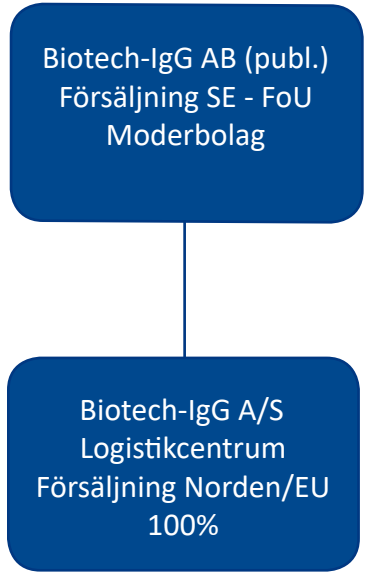 Biotech-IgG AB (publ.)
Försäljning SE - FoU
Moderbolag
Biotech-IgG A/S
Logistikcentrum
Försäljning Norden/EU
100%